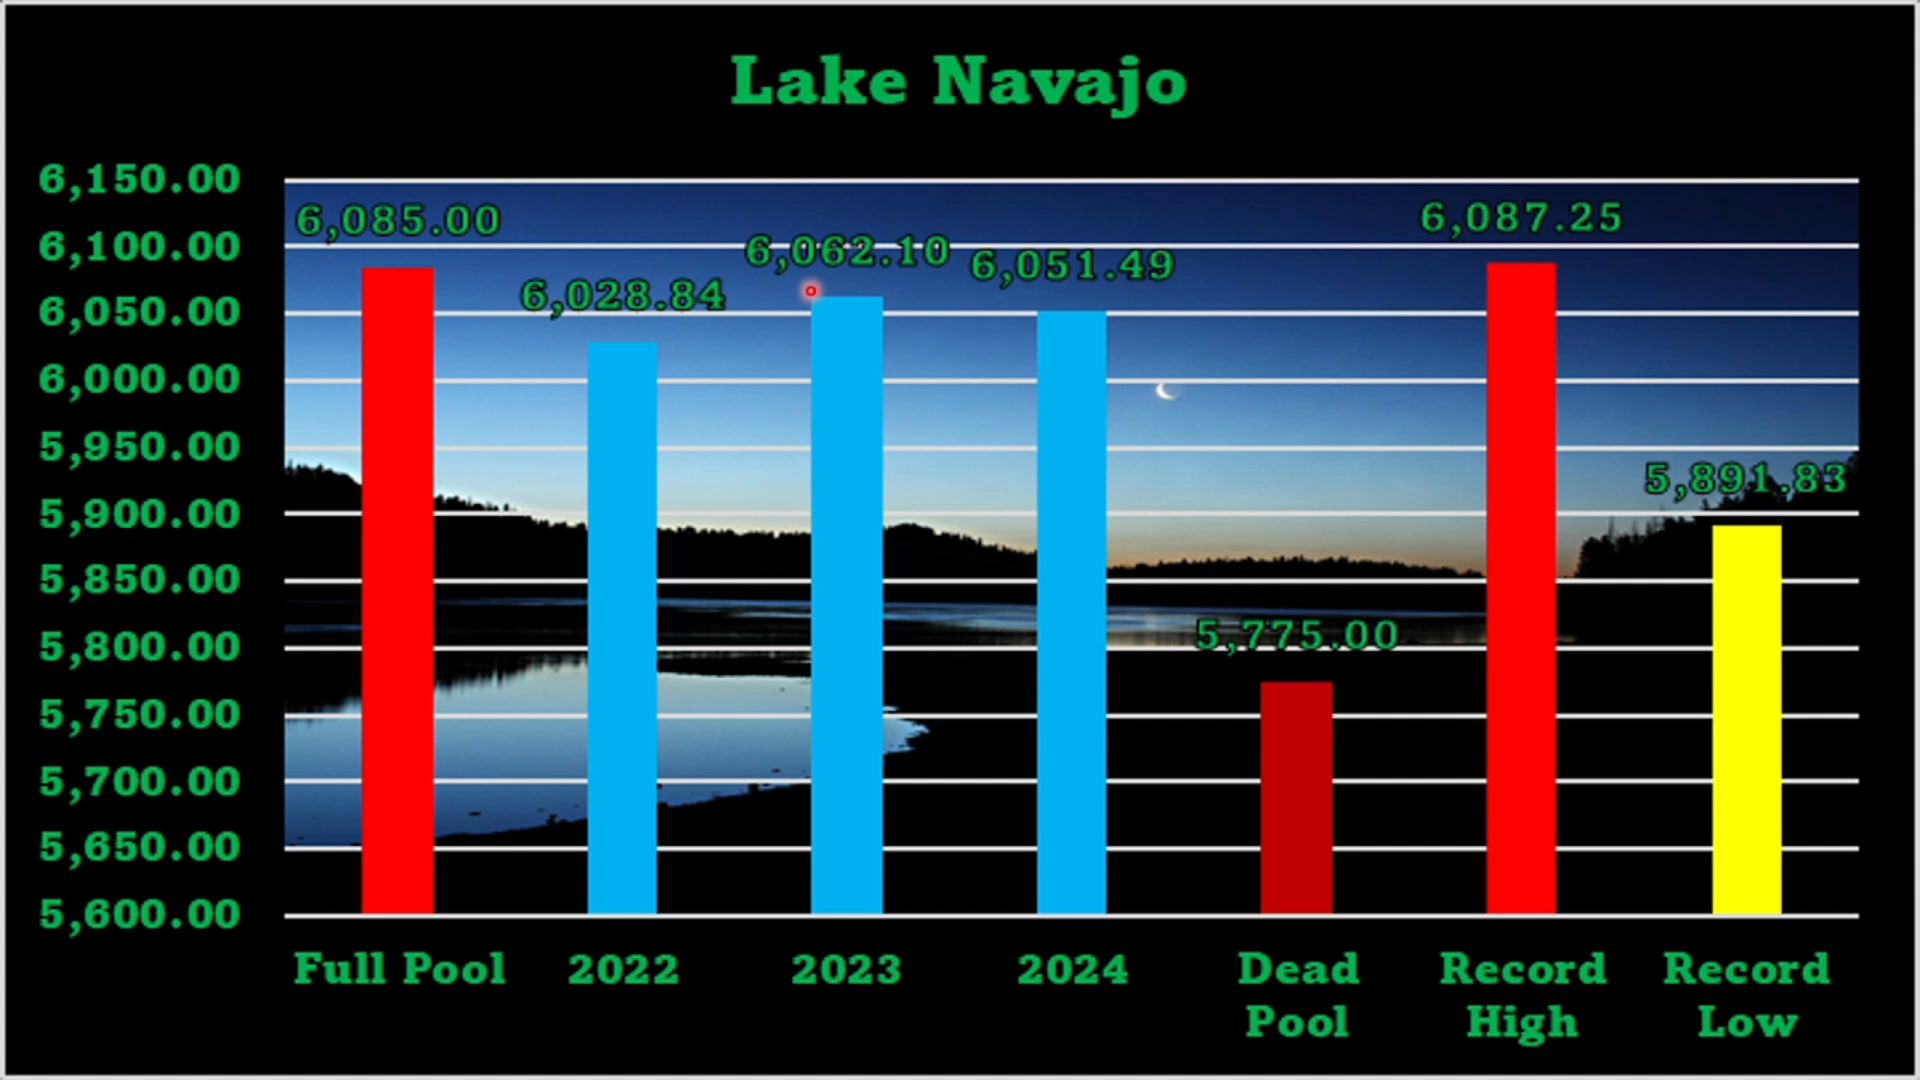 Lake Navajo
6,150.00
6,100.00
6,050.00
6,000.00
5,950.00
5,900.00
5,850.00
5,800.00
5,750.00
5,700.00
5,650.00
5,600.00
6,085.00
6,028.84
6,062.10
6,051.49
5,775.00
6,087.25
5,891.83
Full Pool
2022
2023
2024
Dead
Pool
Record
High
Record
Low